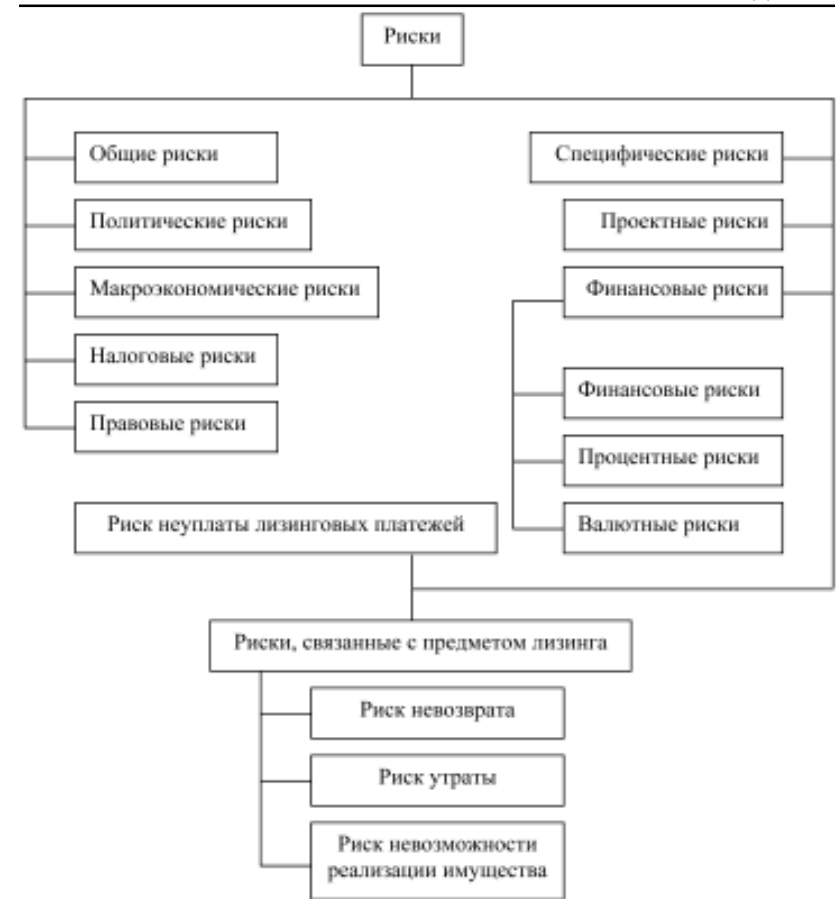 Риски
Общие риски
Политические риски
Макроэкономические риски
Налоговые риски
Правовые риски
Специфические риски
Проектные риски
Финансовые риски
Финансовые риски
Процентные риски
Валютные риски
Риск неуплаты лизинговых платежей
Риски, связанные с предметом лизинга
Риск невозврата
Риск утраты
Риск невозможности
реализации имущества